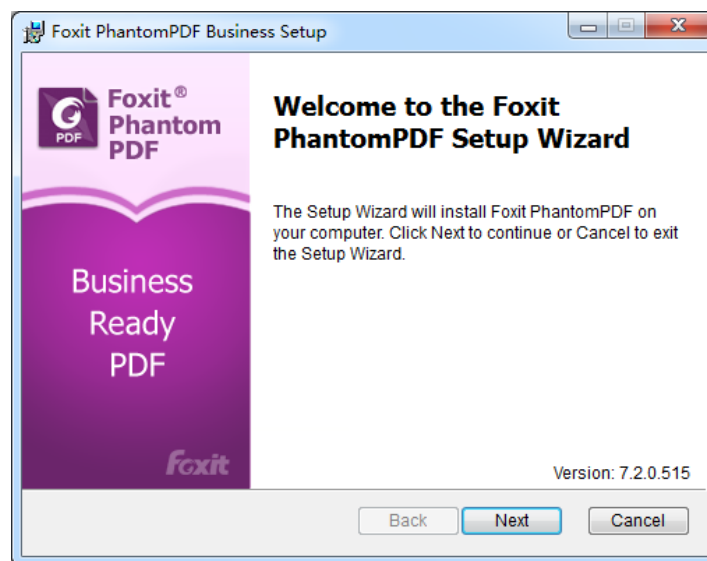 Foxit PhantomPDF Business Setup
Foxit®
Phantom
PDF
PDF
Welcome to the Foxit
PhantomPDF Setup Wizard
The Setup Wizard will install Foxit PhantomPDF on
your computer. Click Next to continue or Cancel to exit
the Setup Wizard.
Business
Ready
PDF
Foxit
Version: 7.2.0.515
Back
Next
Cancel